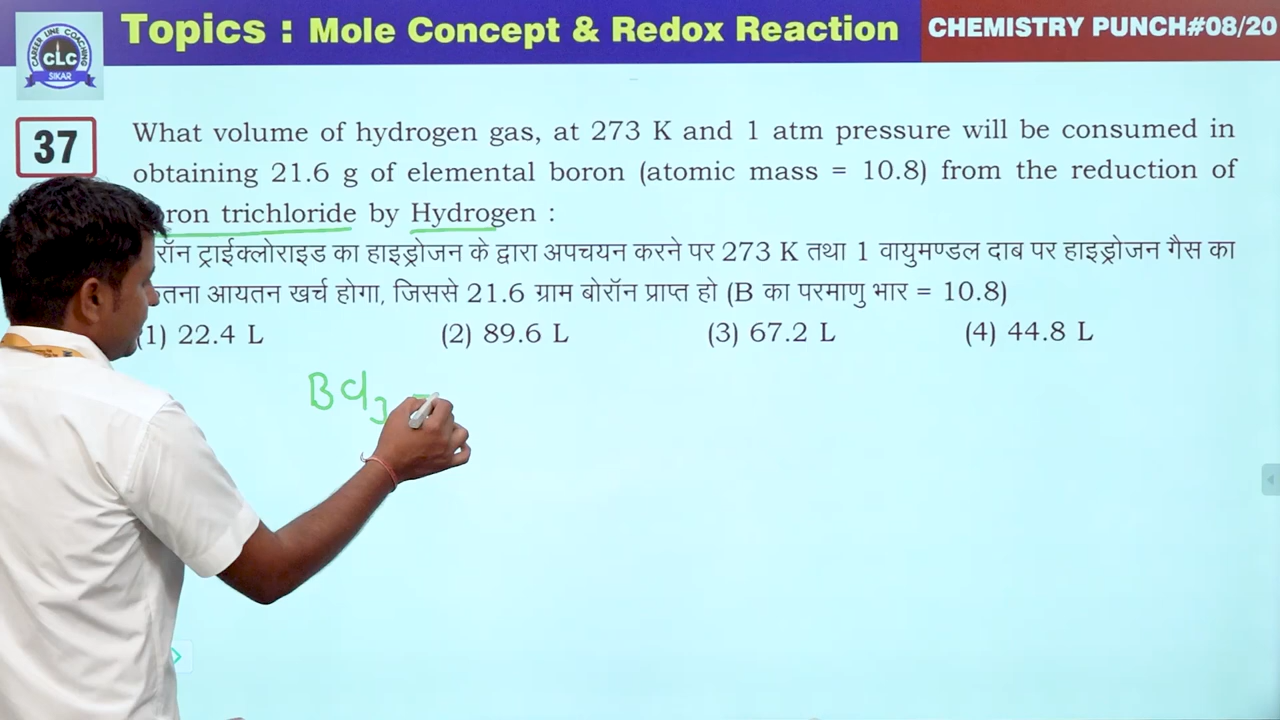 Topics : Mole Concept & Redox Reaction
CHEMISTRY PUNCH#08/20
CAREER LINE COACHING
CLC
SIKAR
37
What volume of hydrogen gas, at 273 K and 1 atm pressure will be consumed in
obtaining 21.6 g of elemental boron (atomic mass = 10.8) from the reduction of
ron trichloride by Hydrogen :
रॉन ट्राईक्लोराइड का हाइड्रोजन के द्वारा अपचयन करने पर 273 K तथा 1 वायुमण्डल दाब पर हाइड्रोजन गैस का
तना आयतन खर्च होगा, जिससे 21.6 ग्राम बोरॉन प्राप्त हो (B का परमाणु भार = 10.8)
1) 22.4 L (2) 89.6 L (3) 67.2 L (4) 44.8 L
BCl3